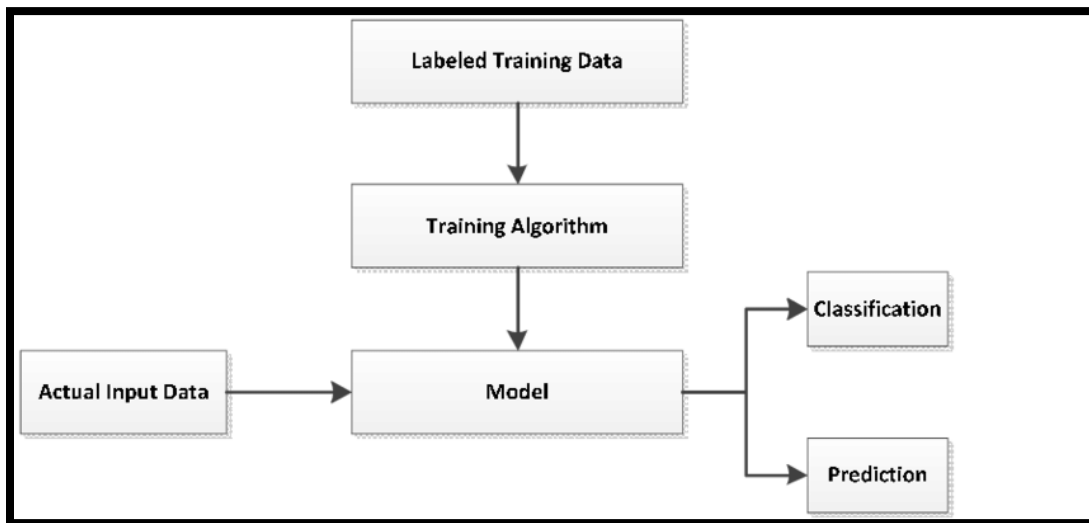 Labeled Training Data
Training Algorithm
Classification
Actual Input Data
Model
Prediction